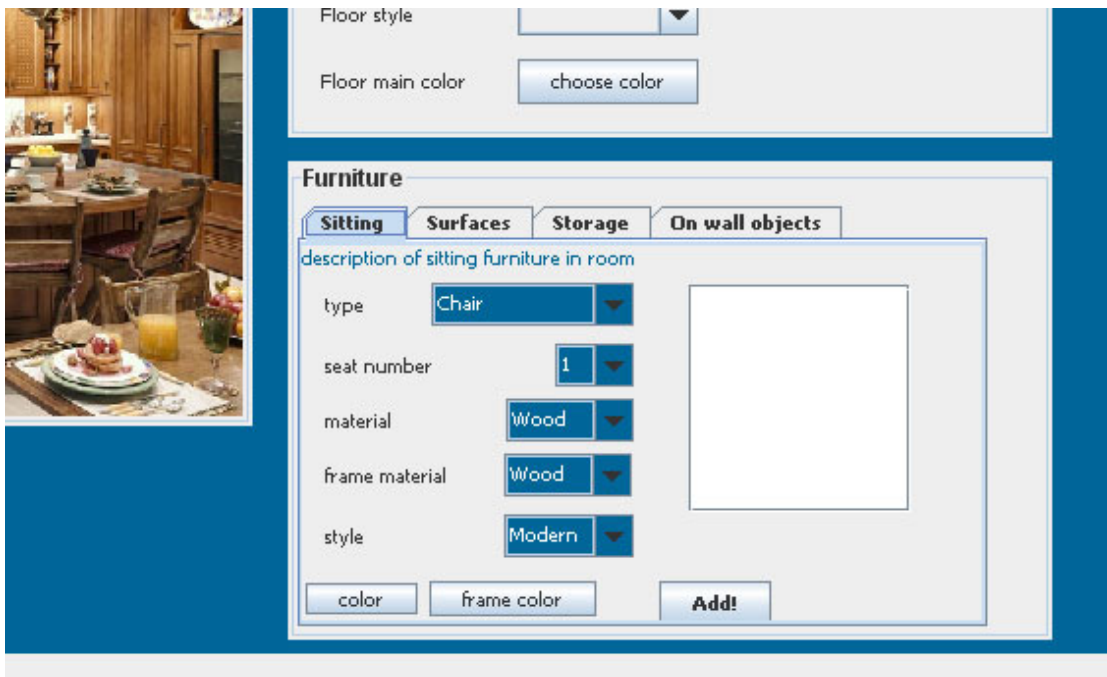 Floor style
Floor main color choose color
Furniture
Sitting Surfaces Storage On wall objects
description of sitting furniture in room
type Chair
seat number 1
material Wood
frame material Wood
style Modern
color frame color Add!